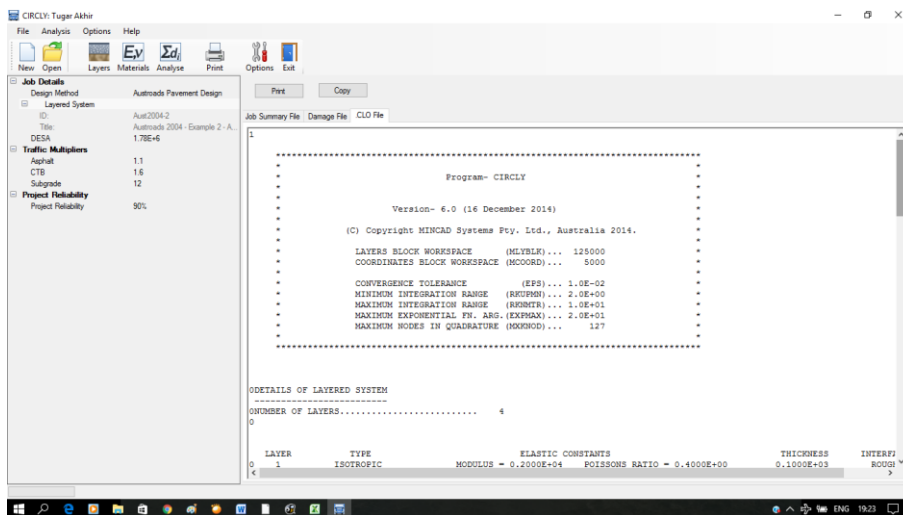 CIRCLY: Tugar Akhir
File Analysis Options Help
New Open Layers Materials Analyse Print Options Exit
Job Details
Design Method Austroads Pavement Design
Layered System
ID: Aust2004-2
Title: Austroads 2004 - Example 2 - A...
DESA 1.78E+6
Traffic Multipliers
Asphalt 1.1
CTB 1.6
Subgrade 12
Project Reliability
Project Reliability 90%
Print Copy
Job Summary File Damage File CLO File
1
*******************************************************************************
Program- CIRCLY
Version- 6.0 (16 December 2014)
(C) Copyright MINCAD Systems Pty. Ltd., Australia 2014.
LAYERS BLOCK WORKSPACE (MLYBLK)... 125000
COORDINATES BLOCK WORKSPACE (MCOORD)... 5000
CONVERGENCE TOLERANCE (EPS)... 1.0E-02
MINIMUM INTEGRATION RANGE (RKUPMN)... 2.0E+00
MAXIMUM INTEGRATION RANGE (RKNMTR)... 1.0E+01
MAXIMUM EXPONENTIAL FN. ARG.(EXPMAX)... 2.0E+01
MAXIMUM NODES IN QUADRATURE (MXKNOD)... 127
*******************************************************************************
0DETAILS OF LAYERED SYSTEM
-------------------------
0NUMBER OF LAYERS.......................... 4
0
LAYER TYPE ELASTIC CONSTANTS THICKNESS INTERFA
0 1 ISOTROPIC MODULUS = 0.2000E+04 POISSONS RATIO = 0.4000E+00 0.1000E+03 ROUGH
ENG 19:23